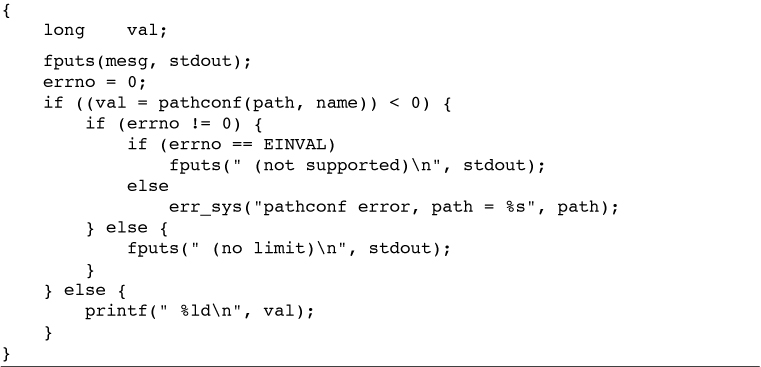 {
    long    val;
    fputs(mesg, stdout);
    errno = 0;
    if ((val = pathconf(path, name)) < 0) {
        if (errno != 0) {
            if (errno == EINVAL)
                fputs(" (not supported)\n", stdout);
            else
                err_sys("pathconf error, path = %s", path);
        } else {
            fputs(" (no limit)\n", stdout);
        }
    } else {
        printf(" %ld\n", val);
    }
}